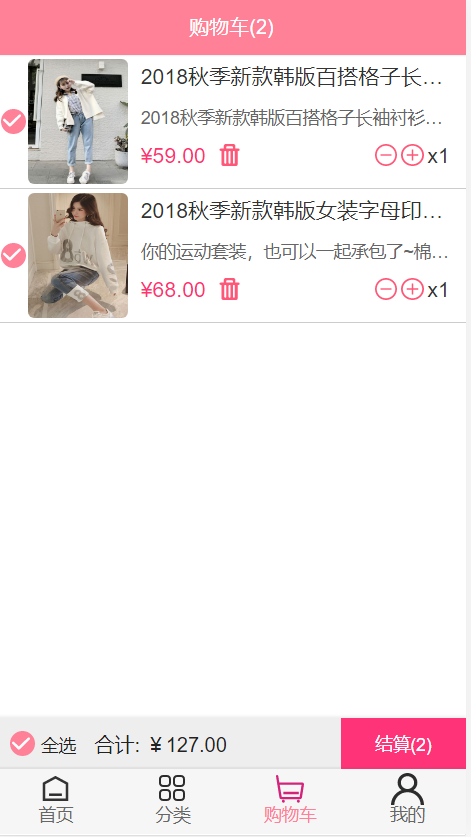 购物车(2)
2018秋季新款韩版百搭格子长…
2018秋季新款韩版百搭格子长袖衬衫…
¥59.00 x1
2018秋季新款韩版女装字母印…
你的运动套装，也可以一起承包了~棉…
¥68.00 x1
全选 合计: ¥ 127.00 结算(2)
首页 分类 购物车 我的